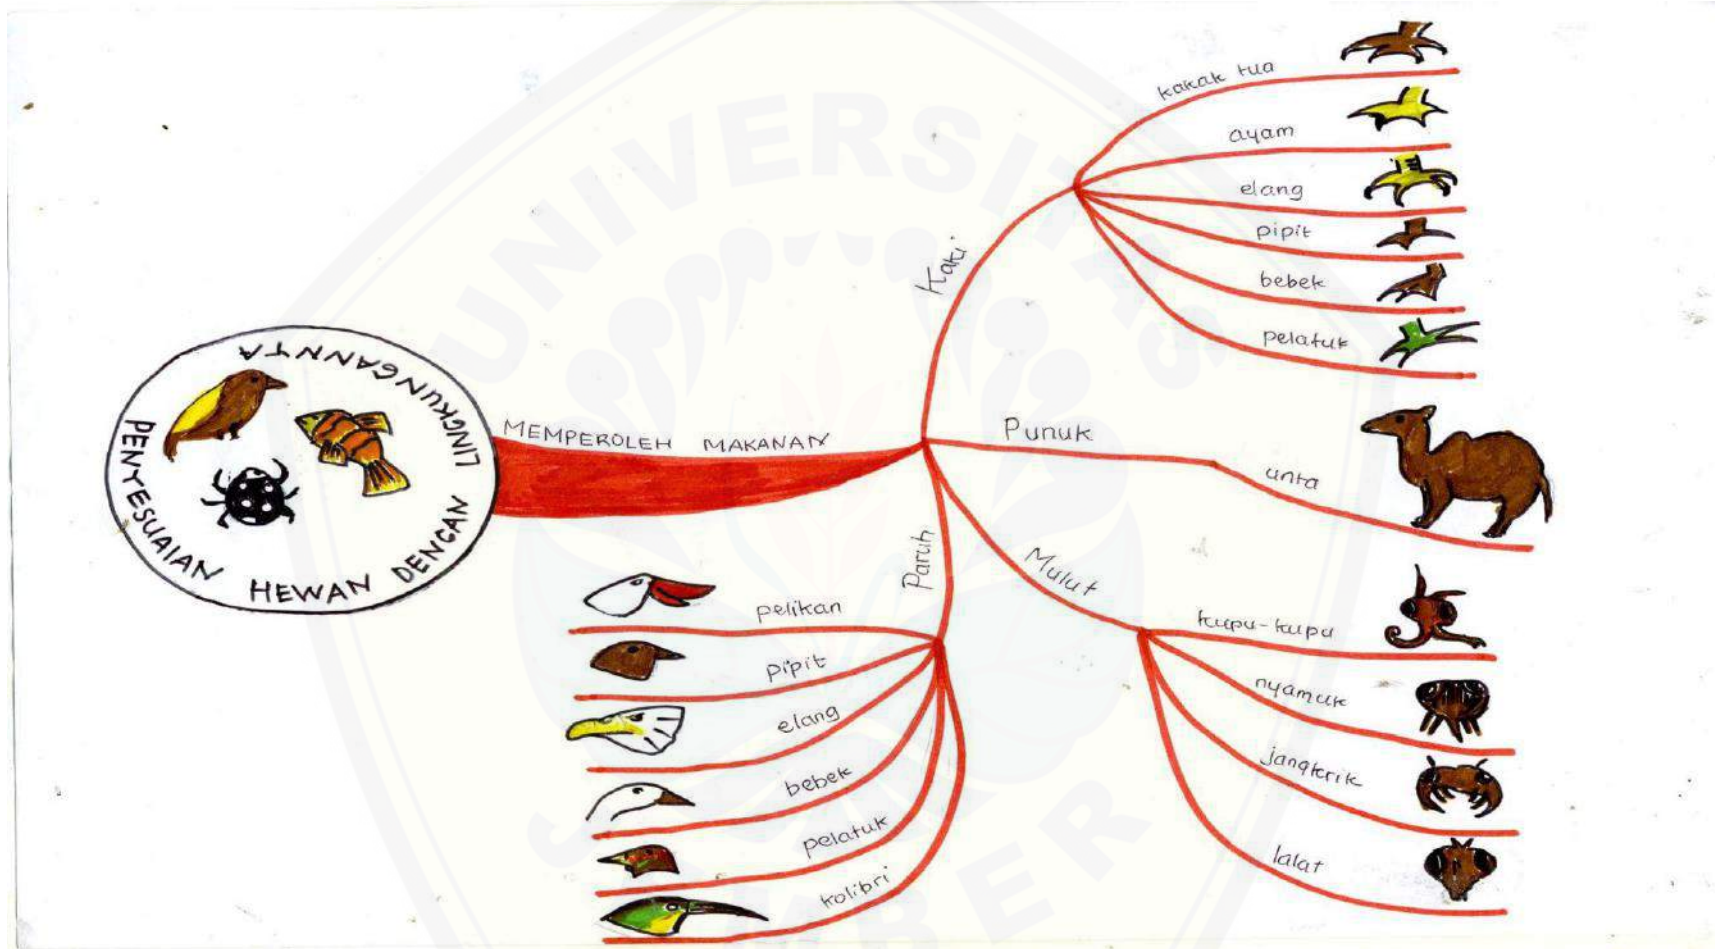 PENYESUAIAN HEWAN DENGAN LINGKUNGANNYA
MEMPEROLEH MAKANAN
Kaki
kakak tua
ayam
elang
pipit
bebek
pelatuk
Punuk
unta
Mulut
kupu-kupu
nyamuk
jangkrik
lalat
Paruh
pelikan
pipit
elang
bebek
pelatuk
kolibri
UNIVERSITAS